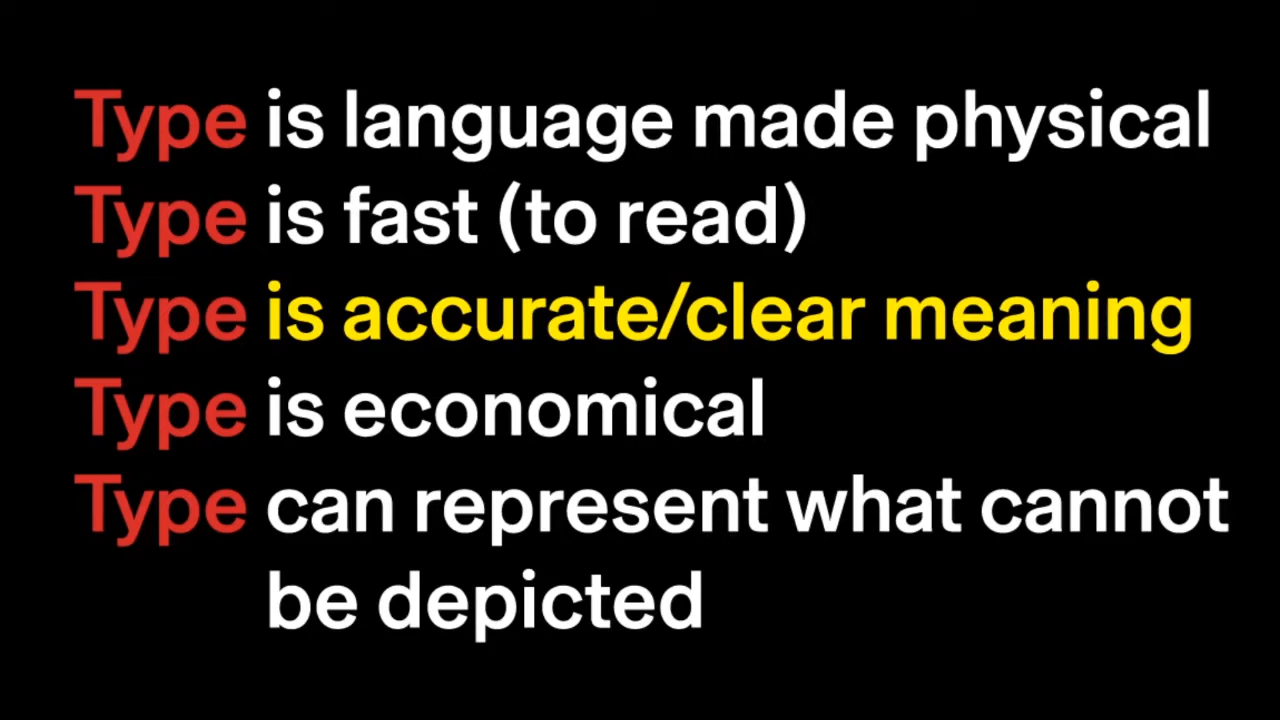 Type is language made physical
Type is fast (to read)
Type is accurate/clear meaning
Type is economical
Type can represent what cannot
be depicted